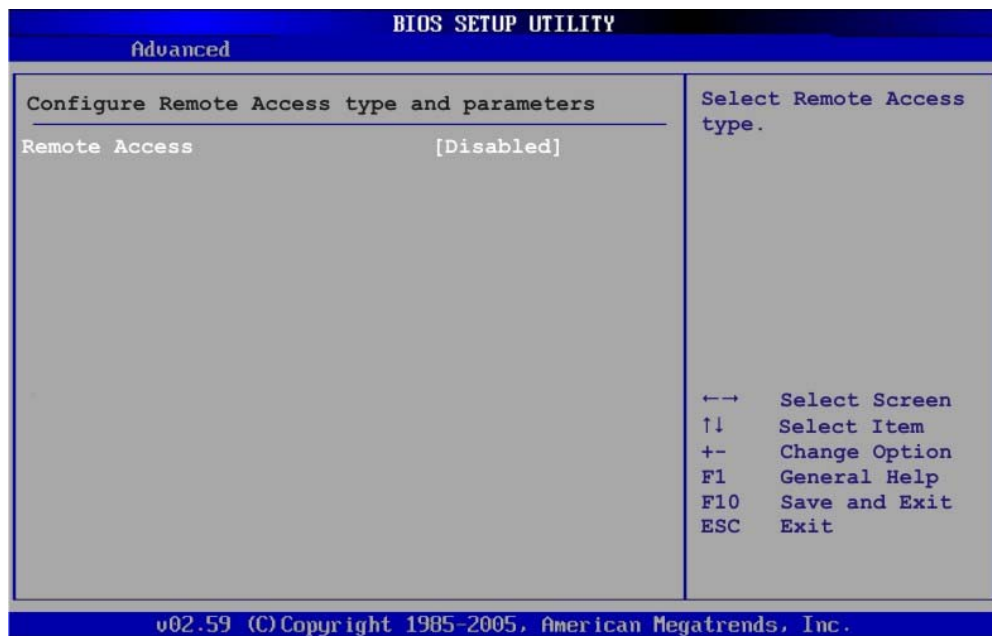 BIOS SETUP UTILITY
Advanced
Configure Remote Access type and parameters
Remote Access [Disabled]
Select Remote Access
type.
←→ Select Screen
↑↓ Select Item
+- Change Option
F1 General Help
F10 Save and Exit
ESC Exit
v02.59 (C)Copyright 1985-2005, American Megatrends, Inc.